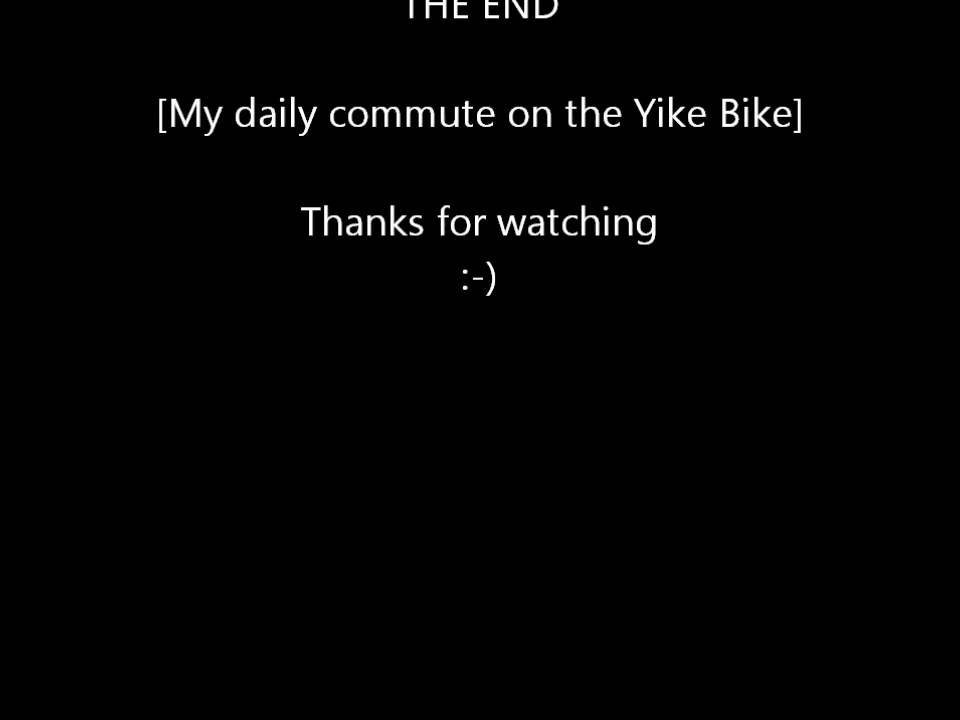 THE END
[My daily commute on the Yike Bike]
Thanks for watching
:-)